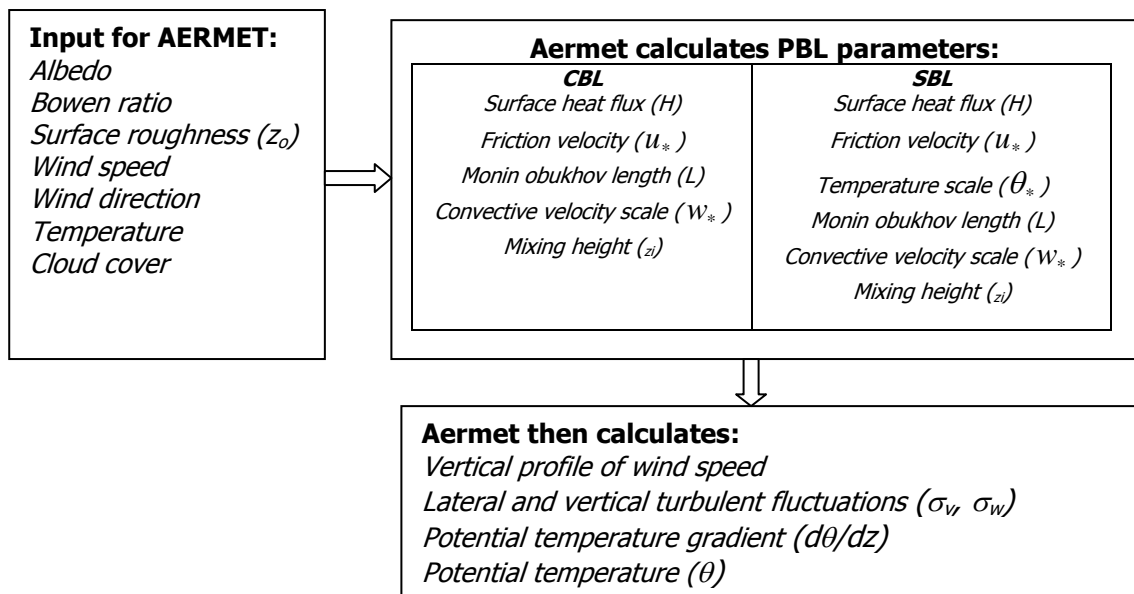 Input for AERMET:
Albedo
Bowen ratio
Surface roughness (zo)
Wind speed
Wind direction
Temperature
Cloud cover
Aermet calculates PBL parameters:
CBL
Surface heat flux (H)
Friction velocity (u*)
Monin obukhov length (L)
Convective velocity scale (w*)
Mixing height (zi)
SBL
Surface heat flux (H)
Friction velocity (u*)
Temperature scale (θ*)
Monin obukhov length (L)
Convective velocity scale (w*)
Mixing height (zi)
Aermet then calculates:
Vertical profile of wind speed
Lateral and vertical turbulent fluctuations (σv, σw)
Potential temperature gradient (dθ/dz)
Potential temperature (θ)